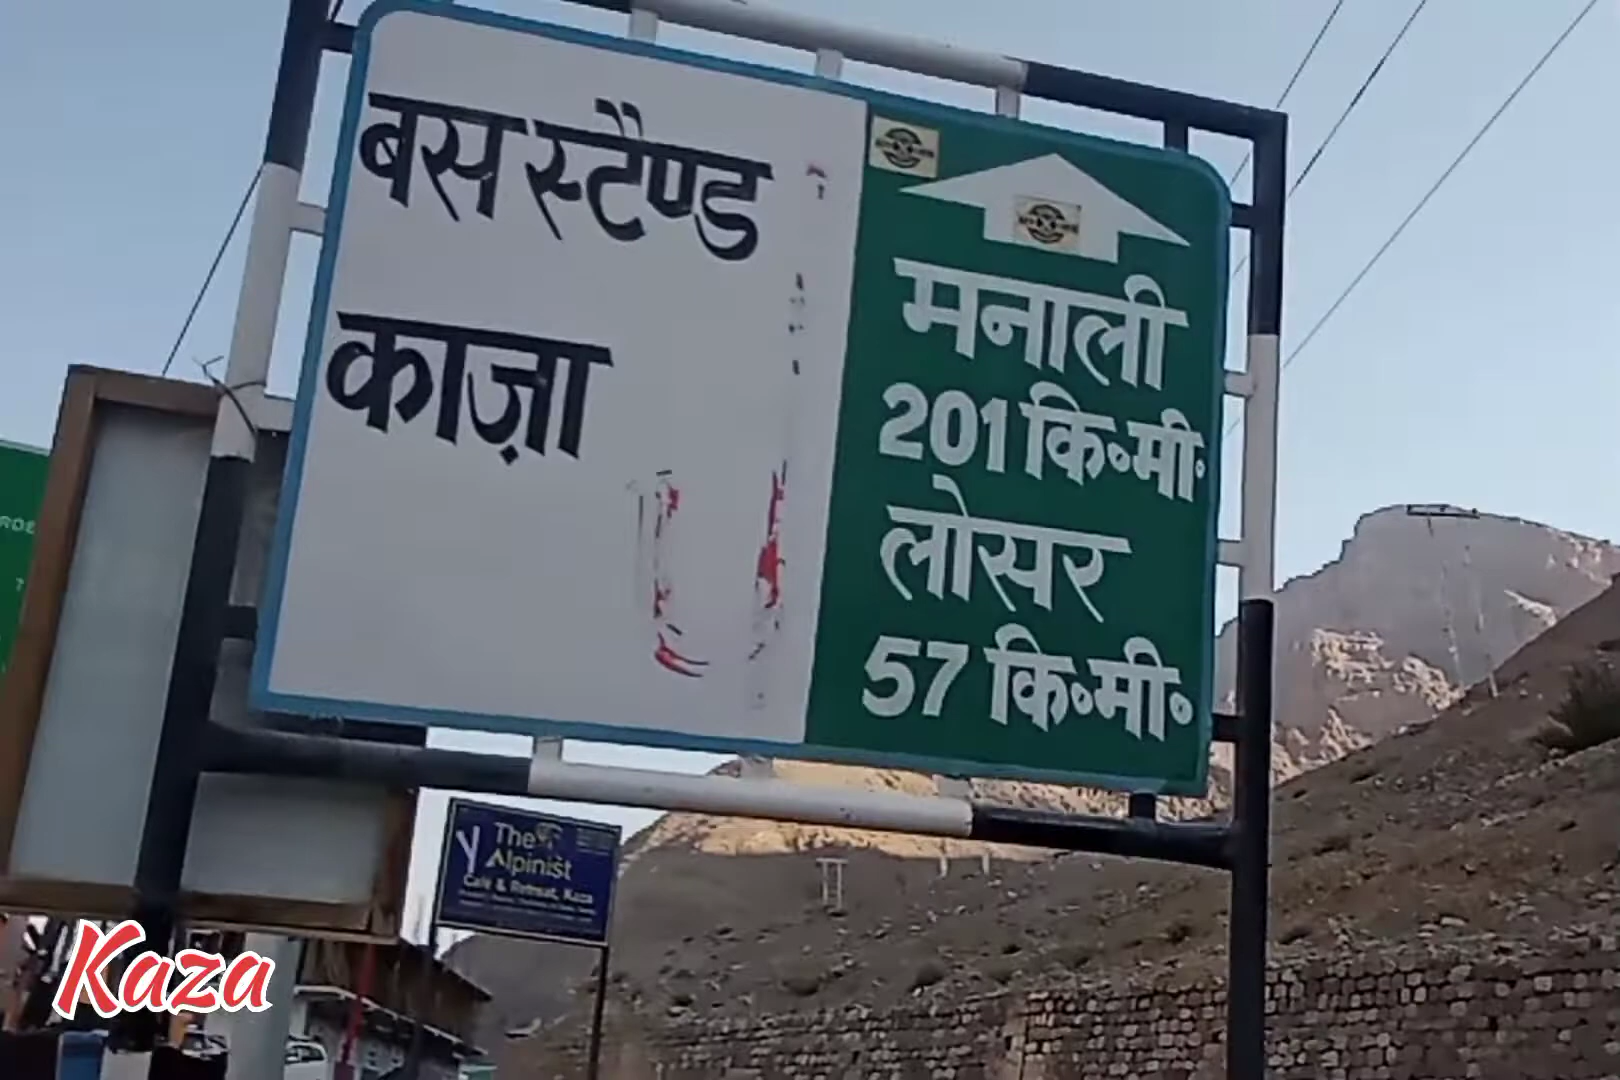 बस स्टैण्ड
काज़ा
मनाली
201 कि॰मी॰
लोसर
57 कि॰मी॰
The
Alpinist
Cafe & Retreat, Kaza
Kaza